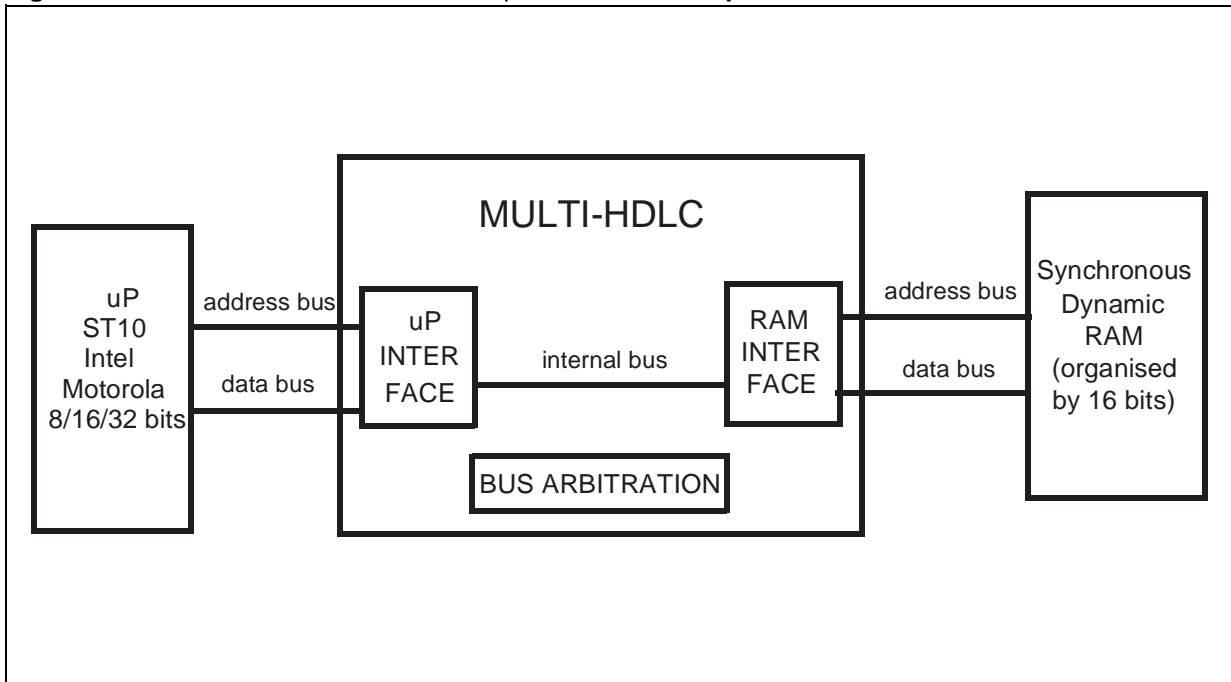 MULTI-HDLC
uP
ST10
Intel
Motorola
8/16/32 bits
address bus
data bus
uP
INTER
FACE
internal bus
RAM
INTER
FACE
BUS ARBITRATION
address bus
data bus
Synchronous
Dynamic
RAM
(organised
by 16 bits)